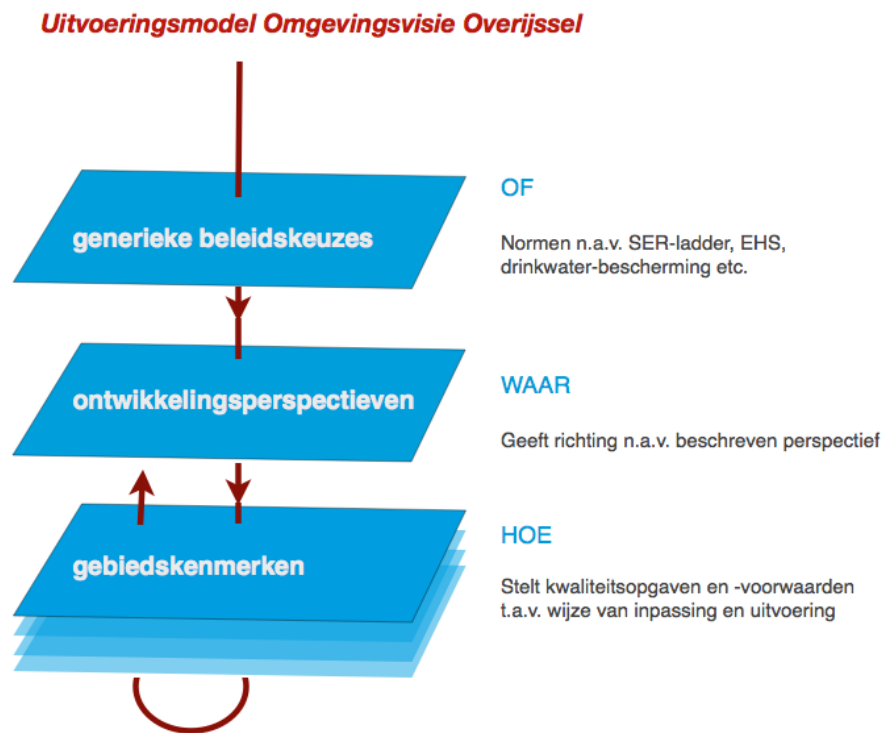 Uitvoeringsmodel Omgevingsvisie Overijssel
generieke beleidskeuzes
OF
Normen n.a.v. SER-ladder, EHS,
drinkwater-bescherming etc.
ontwikkelingsperspectieven
WAAR
Geeft richting n.a.v. beschreven perspectief
gebiedskenmerken
HOE
Stelt kwaliteitsopgaven en -voorwaarden
t.a.v. wijze van inpassing en uitvoering